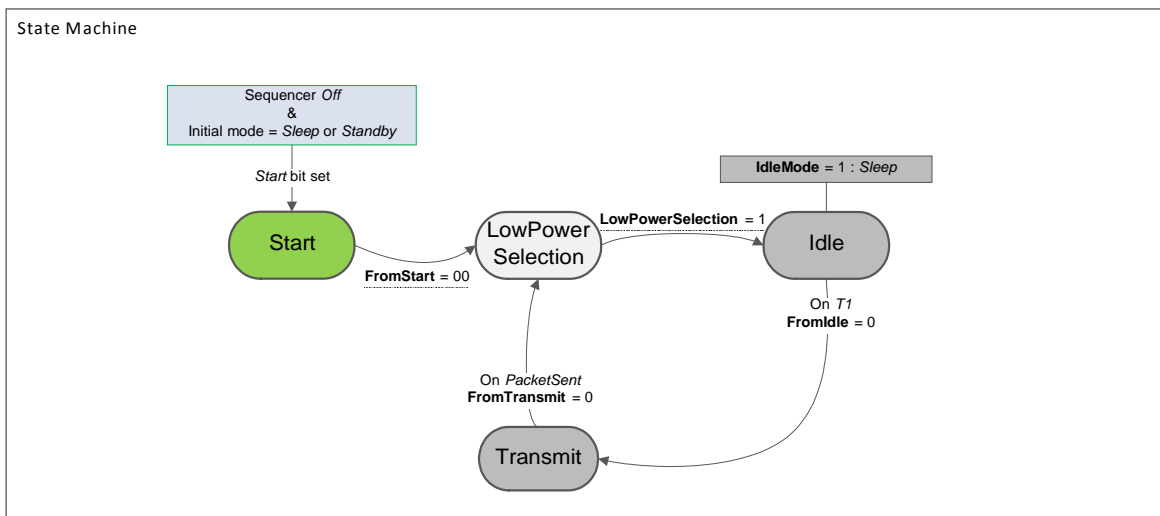 State Machine
Sequencer Off
&
Initial mode = Sleep or Standby
Start bit set
IdleMode = 1 : Sleep
Start
LowPower
Selection
LowPowerSelection = 1
Idle
FromStart = 00
On T1
FromIdle = 0
On PacketSent
FromTransmit = 0
Transmit